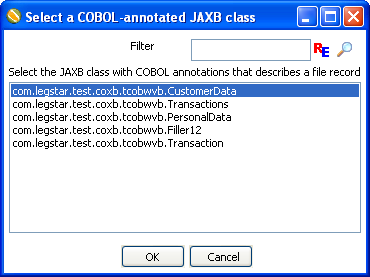 Select a COBOL-annotated JAXB class
Filter
RE
Select the JAXB class with COBOL annotations that describes a file record
com.legstar.test.coxb.tcobwvb.CustomerData
com.legstar.test.coxb.tcobwvb.Transactions
com.legstar.test.coxb.tcobwvb.PersonalData
com.legstar.test.coxb.tcobwvb.Filler12
com.legstar.test.coxb.tcobwvb.Transaction
OK Cancel